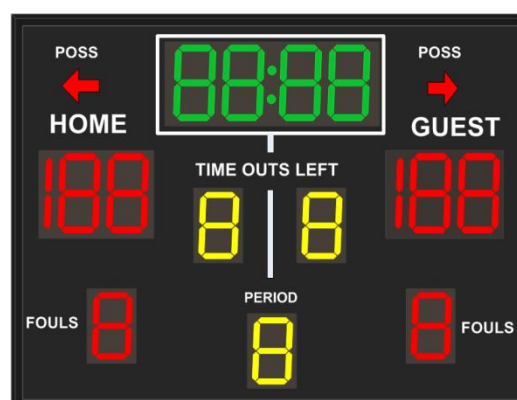 POSS
88:88
POSS
HOME
GUEST
188
TIME OUTS LEFT
188
8 8
FOULS 8
PERIOD
8
8 FOULS